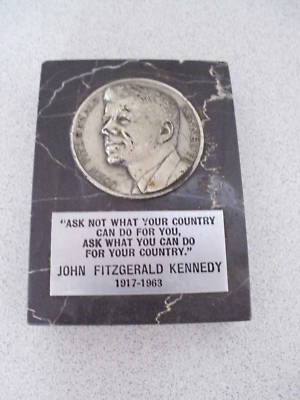 "ASK NOT WHAT YOUR COUNTRY
CAN DO FOR YOU,
ASK WHAT YOU CAN DO
FOR YOUR COUNTRY."
JOHN FITZGERALD KENNEDY
1917-1963